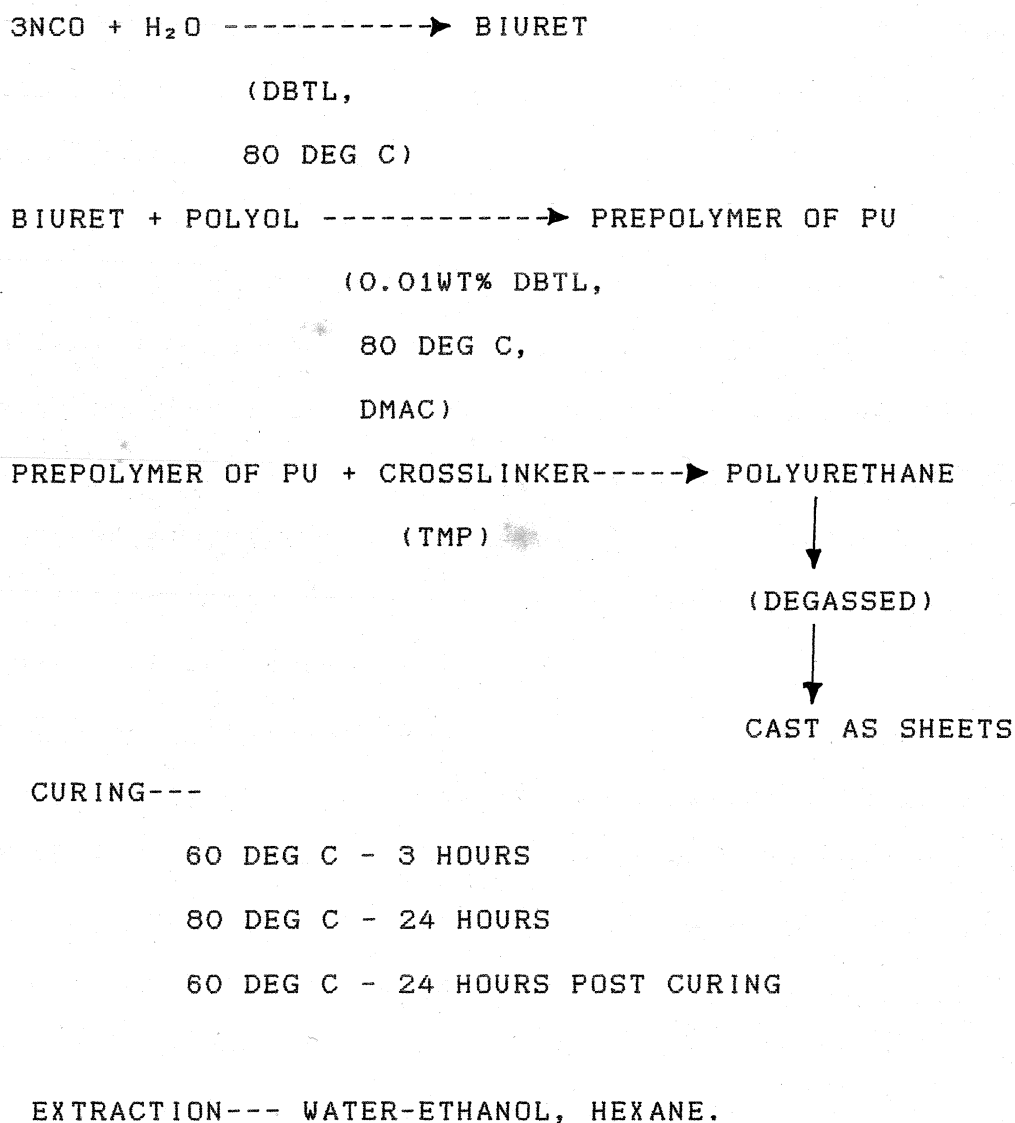 3NCO + H₂O -----------> BIURET
(DBTL,
80 DEG C)
BIURET + POLYOL ------------> PREPOLYMER OF PU
(0.01WT% DBTL,
80 DEG C,
DMAC)
PREPOLYMER OF PU + CROSSLINKER-----> POLYURETHANE
(TMP)
(DEGASSED)
CAST AS SHEETS
CURING---
60 DEG C - 3 HOURS
80 DEG C - 24 HOURS
60 DEG C - 24 HOURS POST CURING
EXTRACTION--- WATER-ETHANOL, HEXANE.